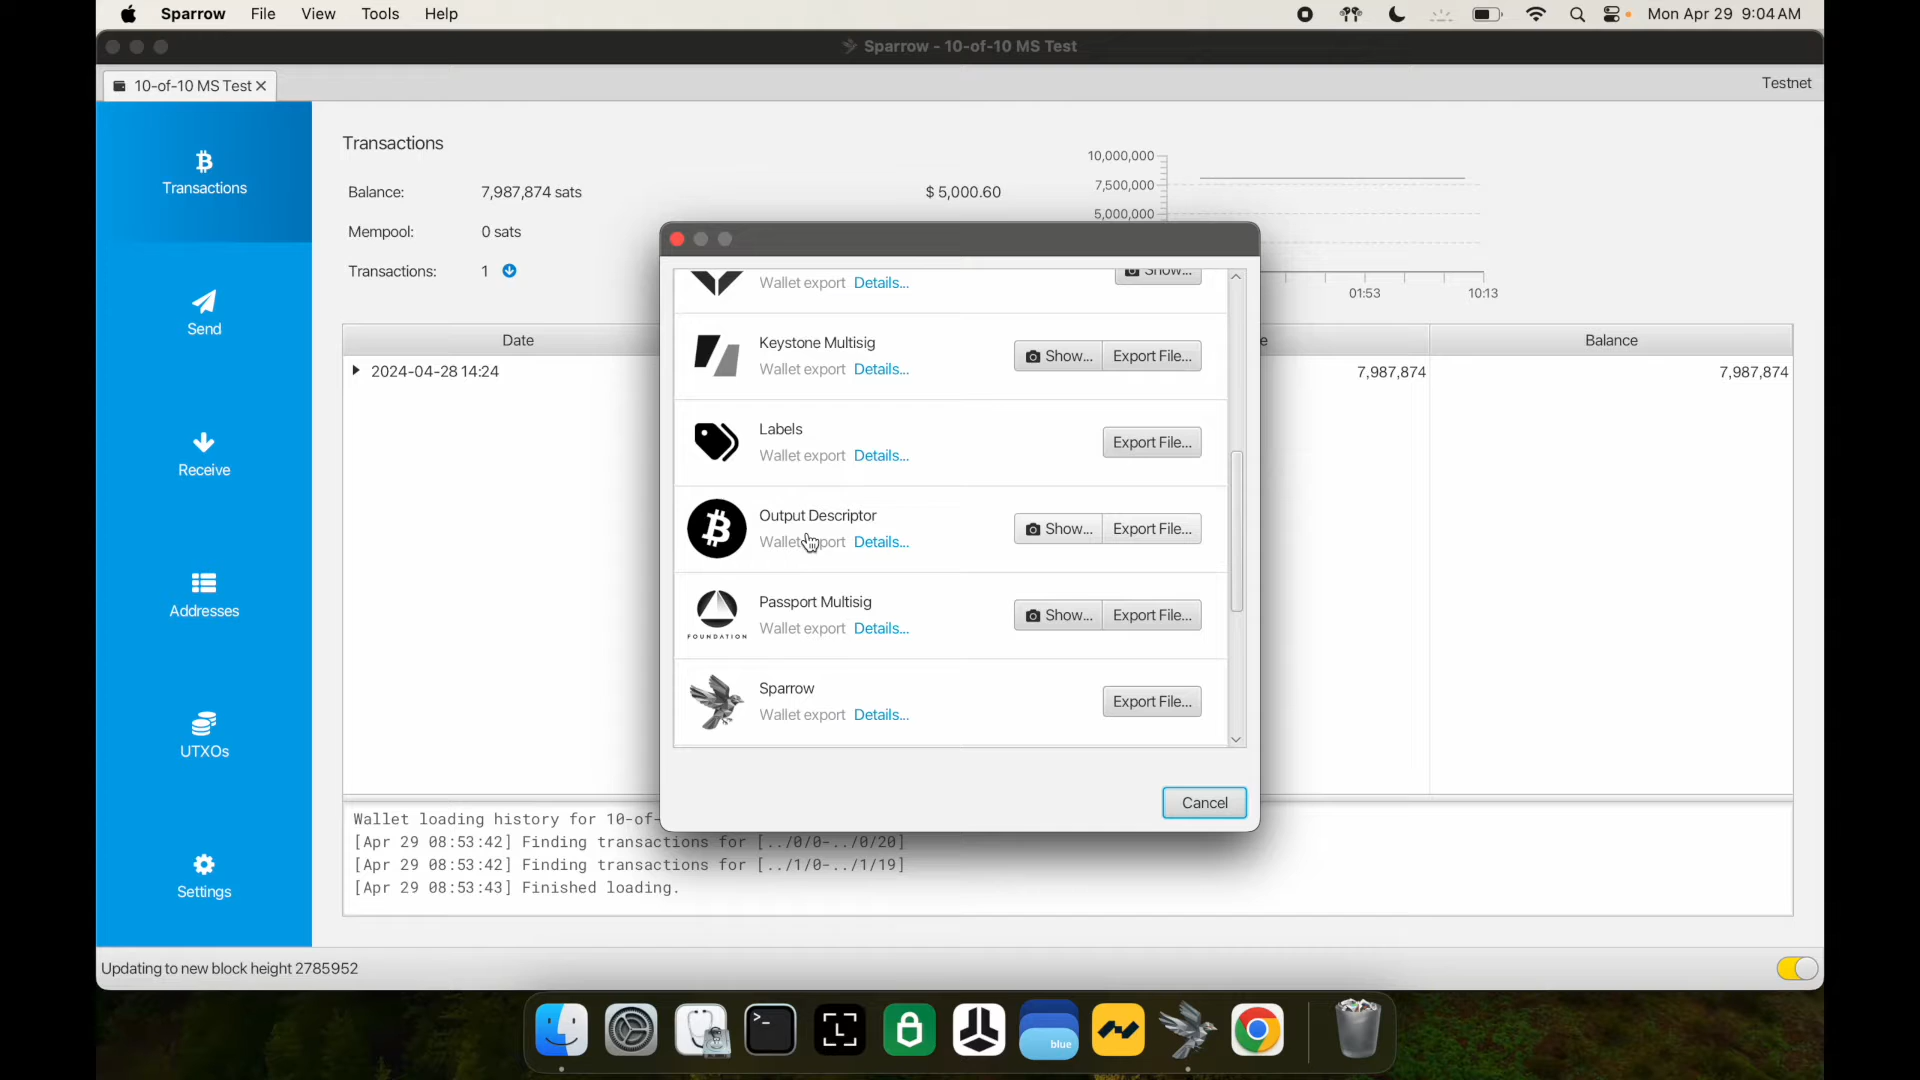 Sparrow File View Tools Help Mon Apr 29 9:04 AM
Sparrow - 10-of-10 MS Test
10-of-10 MS Test Testnet
Transactions
Send
Receive
Addresses
UTXOs
Settings
Transactions
Balance: 7,987,874 sats $ 5,000.60
Mempool: 0 sats
Transactions: 1
10,000,000
7,500,000
5,000,000
01:53 10:13
Date Balance
2024-04-28 14:24 7,987,874 7,987,874
Wallet export Details... Show...
Keystone Multisig
Wallet export Details... Show... Export File...
Labels
Wallet export Details... Export File...
Output Descriptor
Wallet export Details... Show... Export File...
Passport Multisig
Wallet export Details... Show... Export File...
FOUNDATION
Sparrow
Wallet export Details... Export File...
Cancel
Wallet loading history for 10-of-
[Apr 29 08:53:42] Finding transactions for [../0/0-../0/20]
[Apr 29 08:53:42] Finding transactions for [../1/0-../1/19]
[Apr 29 08:53:43] Finished loading.
Updating to new block height 2785952
L
blue